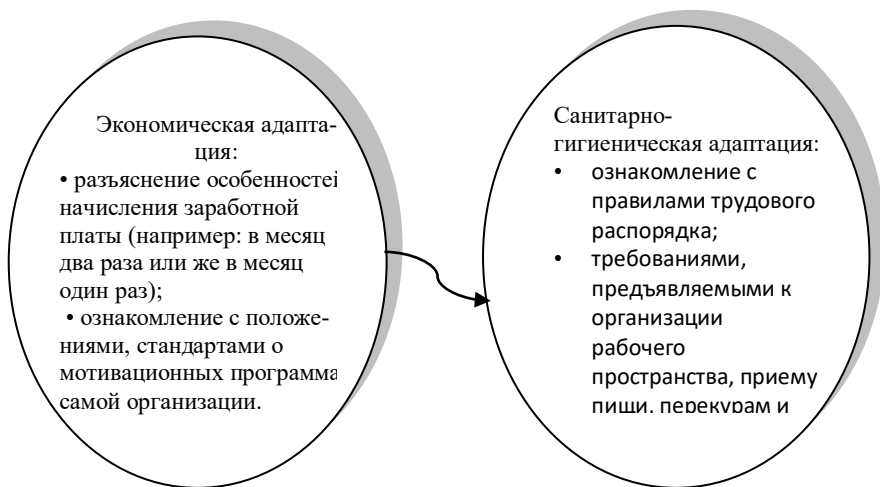 Экономическая адапта-
ция:
• разъяснение особенностей
начисления заработной
платы (например: в месяц
два раза или же в месяц
один раз);
• ознакомление с положе-
ниями, стандартами о
мотивационных программа
самой организации.
Санитарно-
гигиеническая адаптация:
• ознакомление с
правилами трудового
распорядка;
• требованиями,
предъявляемыми к
организации
рабочего
пространства, приему
пищи, перекурам и